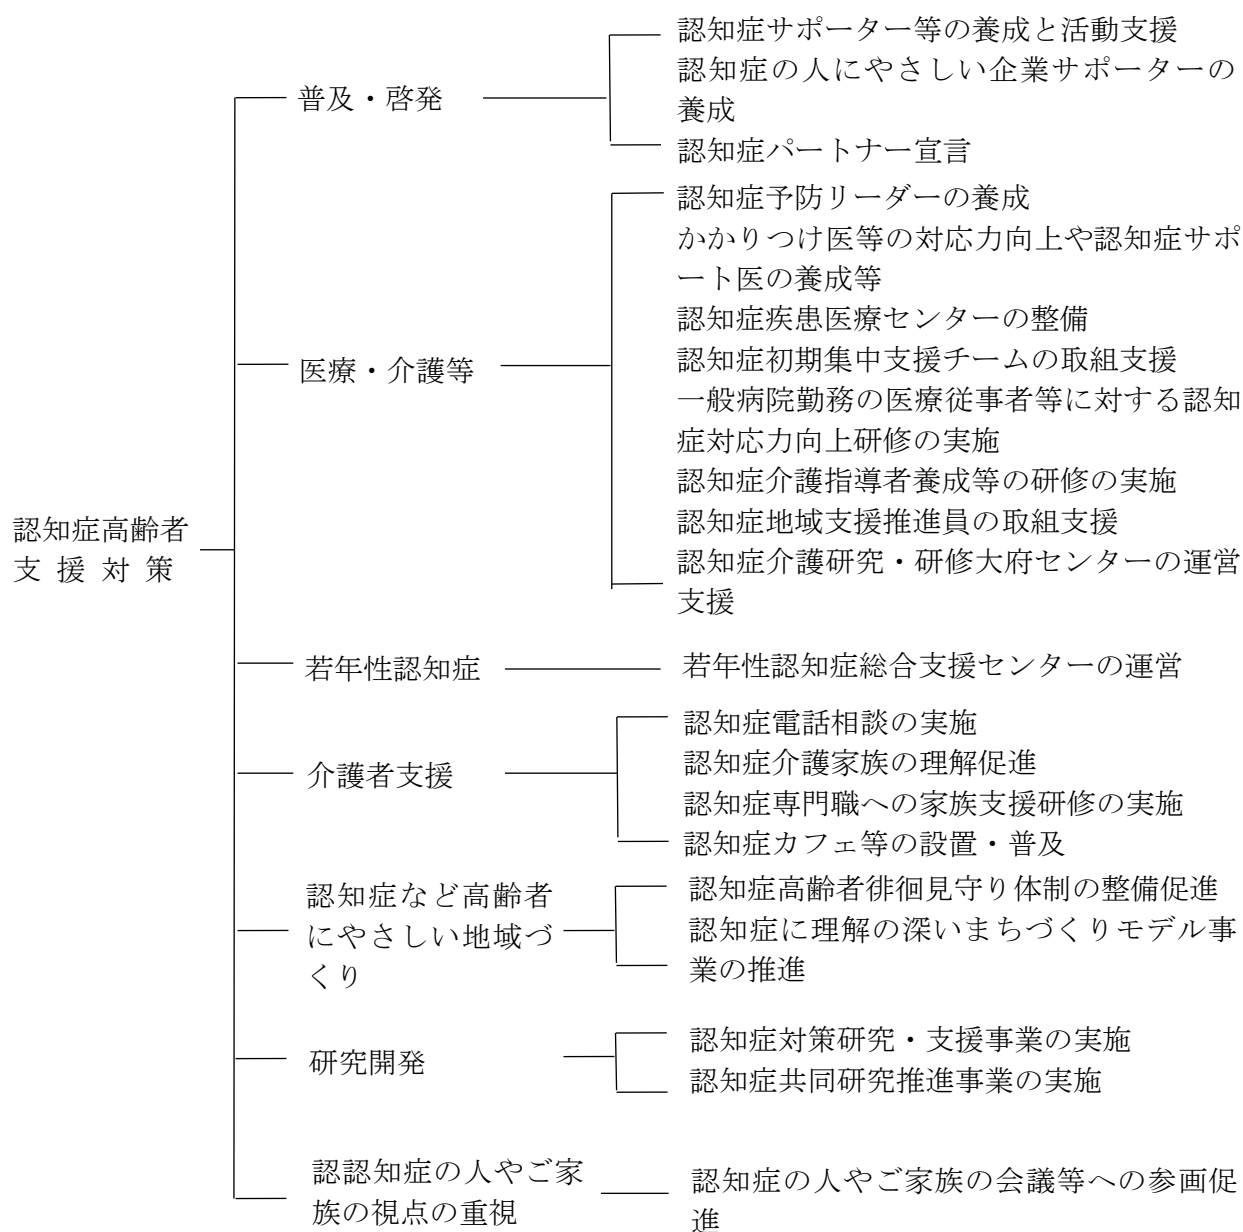 認知症高齢者
支援対策
普及・啓発
認知症サポーター等の養成と活動支援
認知症の人にやさしい企業サポーターの
養成
認知症パートナー宣言
医療・介護等
認知症予防リーダーの養成
かかりつけ医等の対応力向上や認知症サポ
ート医の養成等
認知症疾患医療センターの整備
認知症初期集中支援チームの取組支援
一般病院勤務の医療従事者等に対する認知
症対応力向上研修の実施
認知症介護指導者養成等の研修の実施
認知症地域支援推進員の取組支援
認知症介護研究・研修大府センターの運営
支援
若年性認知症
若年性認知症総合支援センターの運営
介護者支援
認知症電話相談の実施
認知症介護家族の理解促進
認知症専門職への家族支援研修の実施
認知症カフェ等の設置・普及
認知症など高齢者
にやさしい地域づ
くり
認知症高齢者徘徊見守り体制の整備促進
認知症に理解の深いまちづくりモデル事
業の推進
研究開発
認知症対策研究・支援事業の実施
認知症共同研究推進事業の実施
認認知症の人やご家
族の視点の重視
認知症の人やご家族の会議等への参画促
進